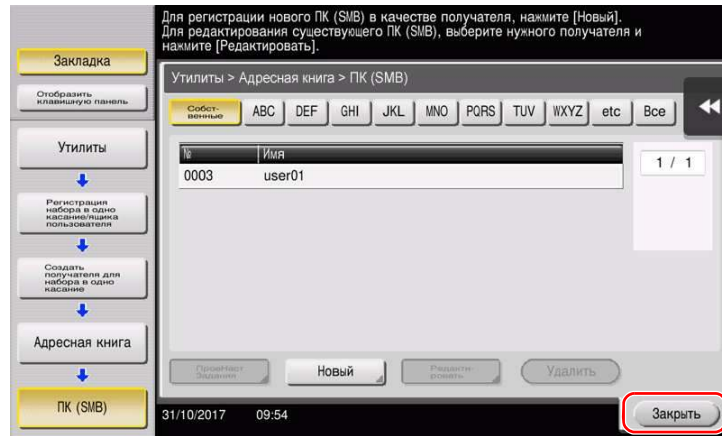 Для регистрации нового ПК (SMB) в качестве получателя, нажмите [Новый].
Для редактирования существующего ПК (SMB), выберите нужного получателя и
нажмите [Редактировать].
Закладка
Отобразить
клавишную панель
Утилиты
Регистрация
набора в одно
касание/ящика
пользователя
Создать
получателя для
набора в одно
касание
Адресная книга
ПК (SMB)
Утилиты > Адресная книга > ПК (SMB)
Собст-
венные
ABC
DEF
GHI
JKL
MNO
PQRS
TUV
WXYZ
etc
Все
№ Имя
0003 user01
1 / 1
ПровНаст
Задания
Новый
Редакти-
ровать
Удалить
31/10/2017 09:54
Закрыть